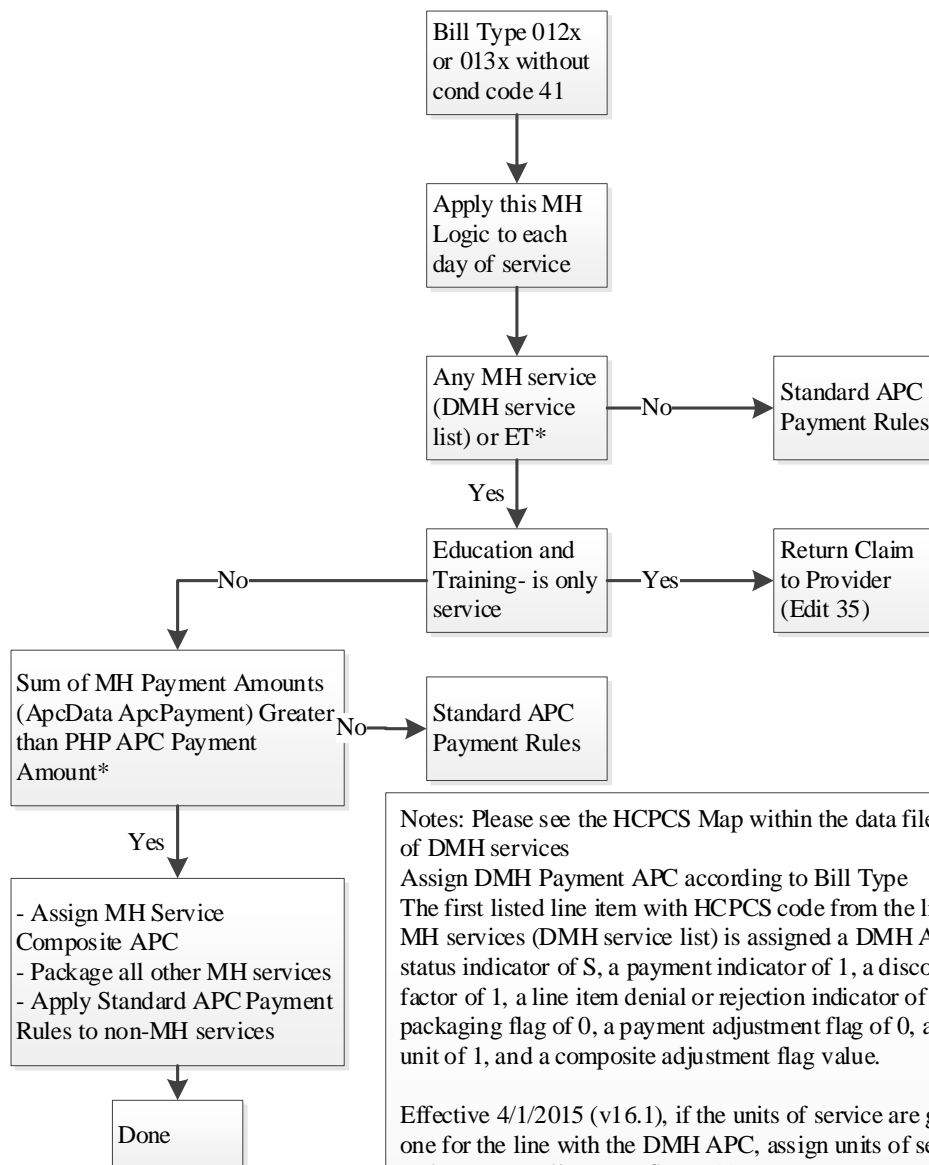 Bill Type 012x
or 013x without
cond code 41
Apply this MH
Logic to each
day of service
Any MH service
(DMH service
list) or ET*
No
Standard APC
Payment Rules
Yes
Education and
Training- is only
service
No
Yes
Return Claim
to Provider
(Edit 35)
Sum of MH Payment Amounts
(ApcData ApcPayment) Greater
than PHP APC Payment
Amount*
No
Standard APC
Payment Rules
Yes
- Assign MH Service
Composite APC
- Package all other MH services
- Apply Standard APC Payment
Rules to non-MH services
Done
Notes: Please see the HCPCS Map within the data file
of DMH services
Assign DMH Payment APC according to Bill Type
The first listed line item with HCPCS code from the
MH services (DMH service list) is assigned a DMH
status indicator of S, a payment indicator of 1, a
factor of 1, a line item denial or rejection indicator of
packaging flag of 0, a payment adjustment flag of 0,
unit of 1, and a composite adjustment flag value.
Effective 4/1/2015 (v16.1), if the units of service are
one for the line with the DMH APC, assign units of